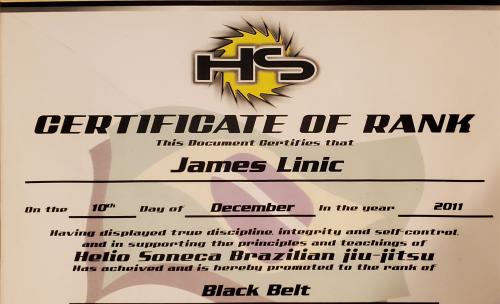 HS
CERTIFICATE OF RANK
This Document Certifies that
James Linic
On the 10th Day of December In the year 2011
Having displayed true discipline, integrity and self-control,
and in supporting the principles and teachings of
Helio Soneca Brazilian jiu-jitsu
Has acheived and is hereby promoted to the rank of
Black Belt